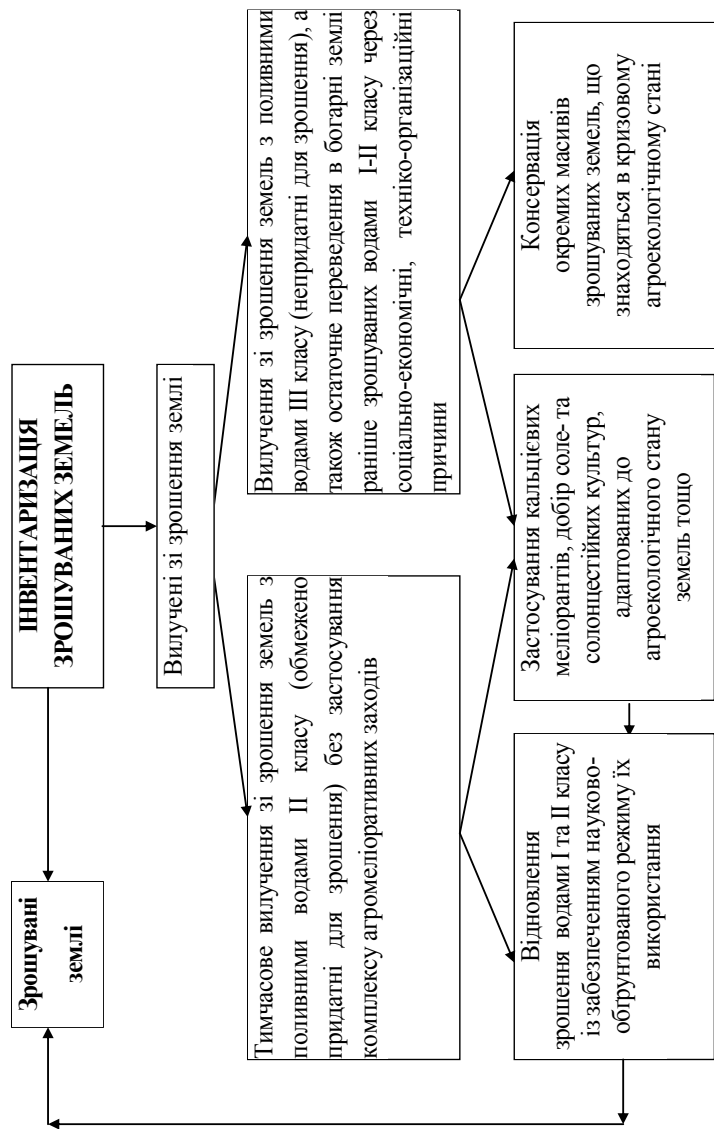 ІНВЕНТАРИЗАЦІЯ
ЗРОШУВАНИХ ЗЕМЕЛЬ
Зрошувані
землі
Вилучені зі зрошення землі
Тимчасове вилучення зі зрошення земель з
поливними водами ІІ класу (обмежено
придатні для зрошення) без застосування
комплексу агромеліоративних заходів
Вилучення зі зрошення земель з поливними
водами ІІІ класу (непридатні для зрошення), а
також остаточне переведення в богарні землі
раніше зрошуваних водами І-ІІ класу через
соціально-економічні, техніко-організаційні
причини
Відновлення
зрошення водами І та ІІ класу
із забезпеченням науково-
обґрунтованого режиму їх
використання
Застосування кальцієвих
меліорантів, добір соле- та
солонцестійких культур,
адаптованих до
агроекологічного стану
земель тощо
Консервація
окремих масивів
зрошуваних земель, що
знаходяться в кризовому
агроекологічному стані